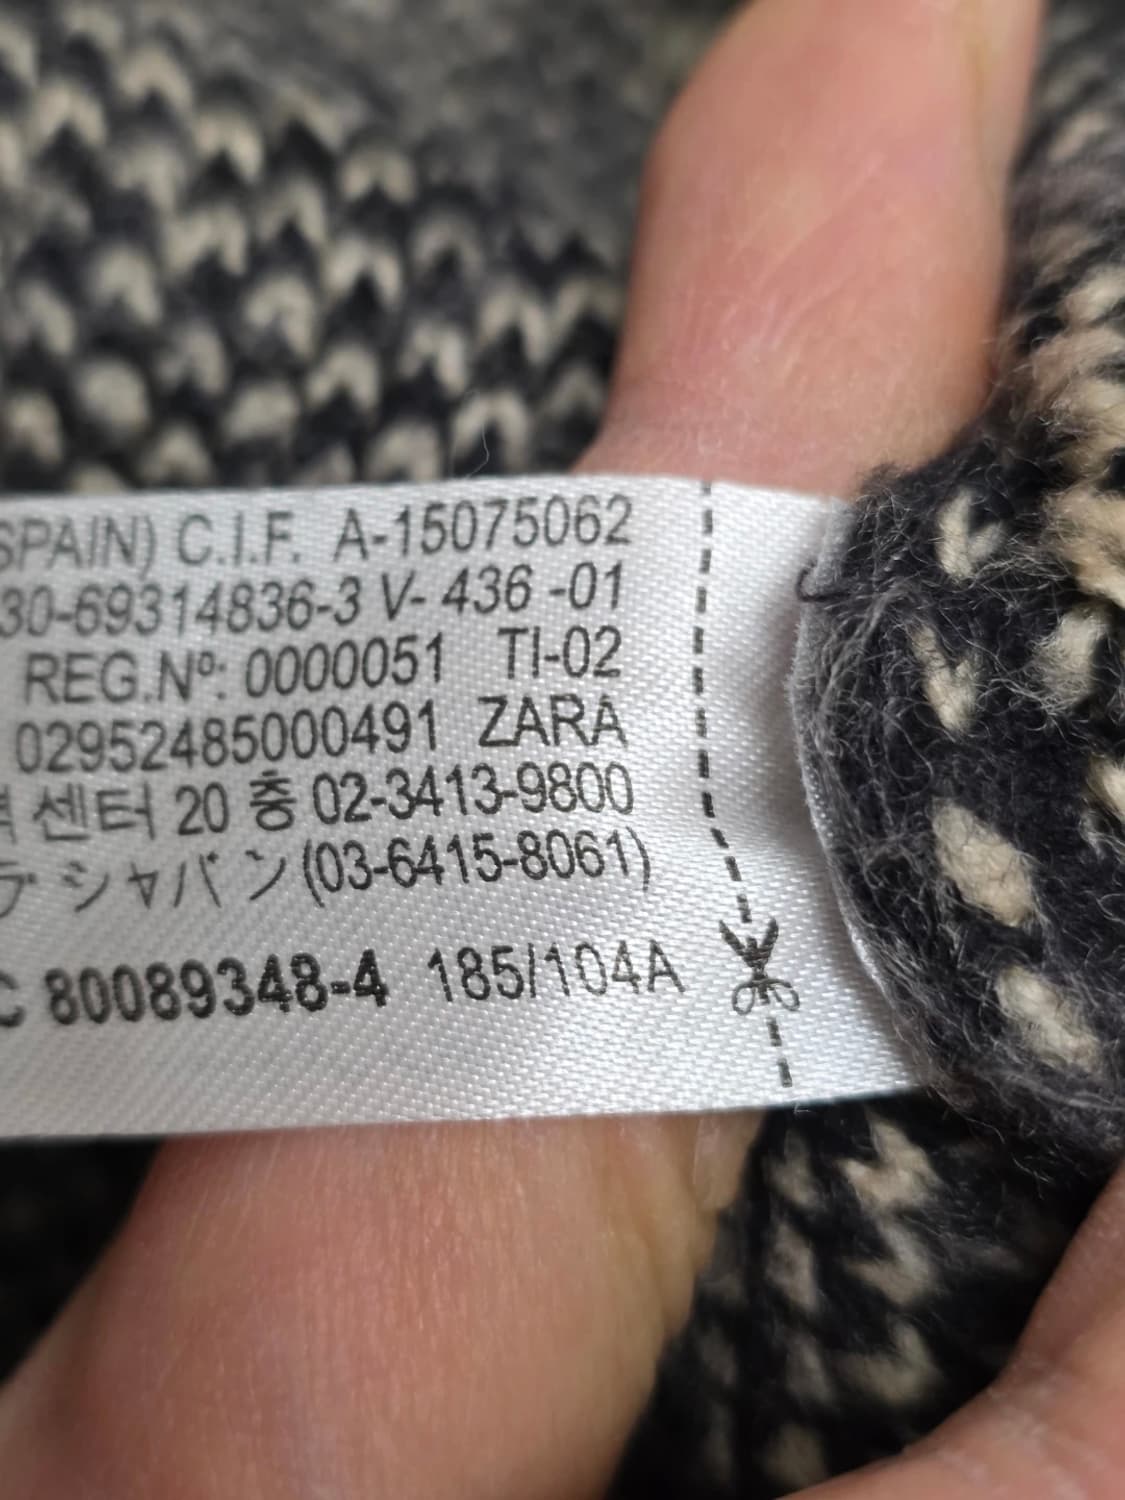 SPAIN) C.I.F. A-15075062
30-69314836-3 V- 436 -01
REG.Nº: 0000051 TI-02
02952485000491 ZARA
센터 20 층 02-3413-9800
デ ジャパン (03-6415-8061)
C 80089348-4 185/104A